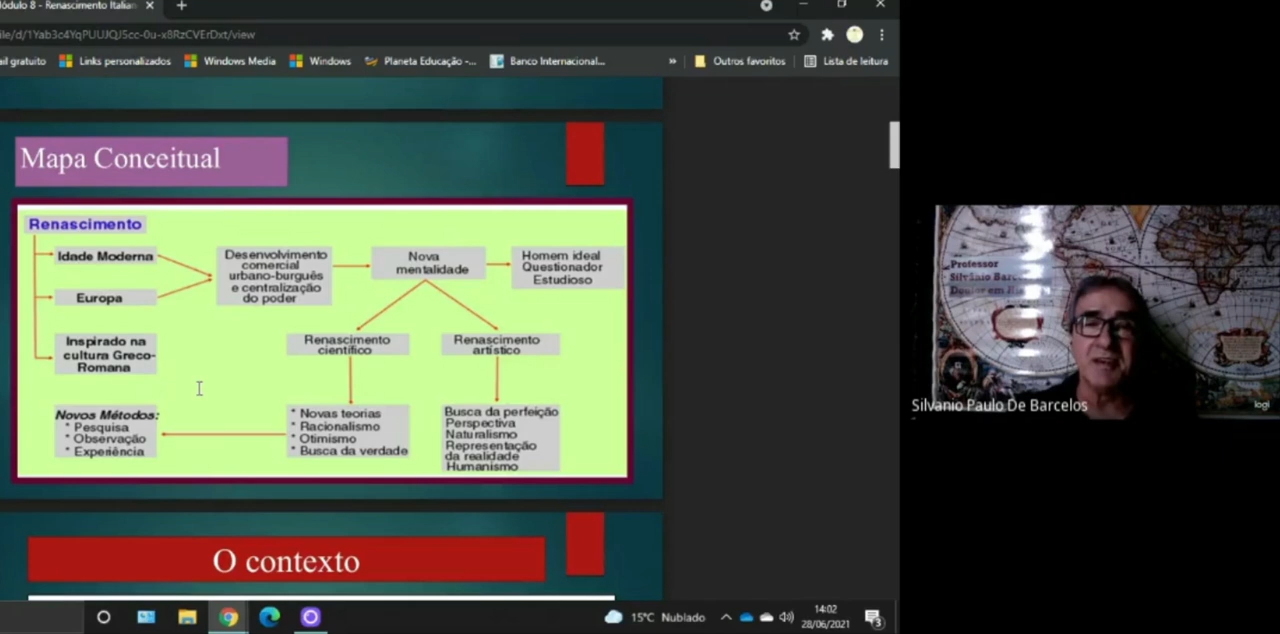 ódulo 8 - Renascimento Italian
ile/d/1Yab3c4YqPUUJQJ5cc-0u-x8RzCVErDxt/view
ail gratuito
Links personalizados
Windows Media
Windows
Planeta Educação -...
Banco Internacional...
»
Outros favoritos
Lista de leitura
Mapa Conceitual
Renascimento
Idade Moderna
Europa
Inspirado na
cultura Greco-
Romana
Desenvolvimento
comercial
urbano-burguês
e centralização
do poder
Nova
mentalidade
Homem ideal
Questionador
Estudioso
Renascimento
científico
Renascimento
artístico
Novos Métodos:
* Pesquisa
* Observação
* Experiência
* Novas teorias
* Racionalismo
* Otimismo
* Busca da verdade
Busca da perfeição
Perspectiva
Naturalismo
Representação
da realidade
Humanismo
O contexto
Professor
Silvânio Barc
Silvanio Paulo De Barcelos
logi
15°C Nublado
14:02
28/06/2021
3